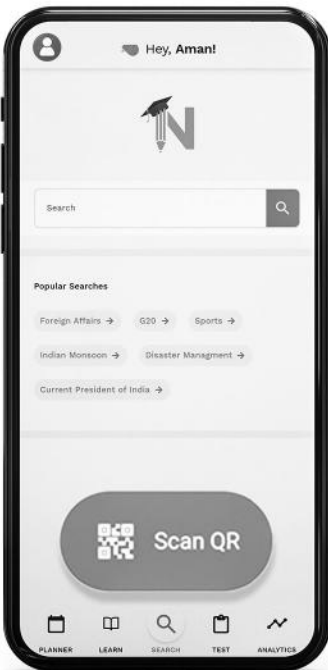 Hey, Aman!
N
Search
Popular Searches
Foreign Affairs → G20 → Sports →
Indian Monsoon → Disaster Managment →
Current President of India →
Scan QR
PLANNER LEARN SEARCH TEST ANALYTICS